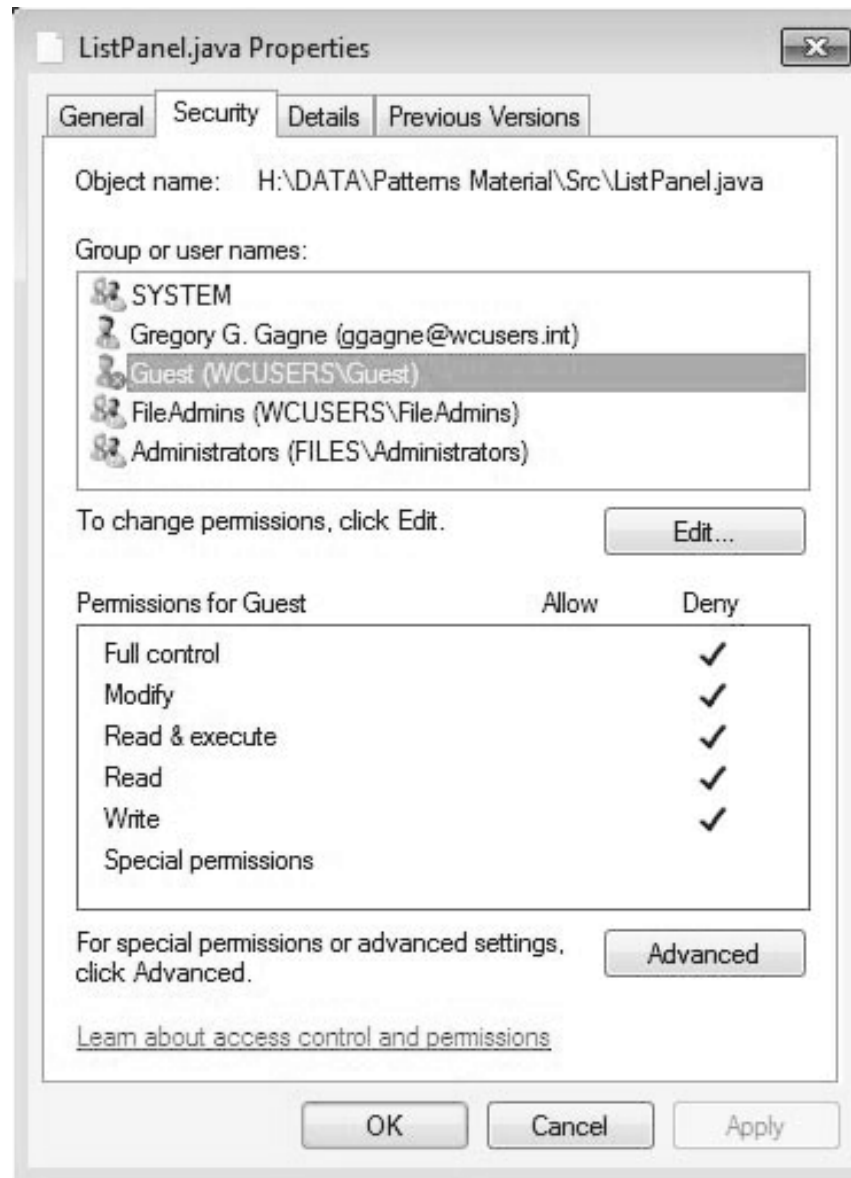 ListPanel.java Properties
General Security Details Previous Versions
Object name: H:\DATA\Patterns Material\Src\ListPanel.java
Group or user names:
SYSTEM
Gregory G. Gagne (ggagne@wcusers.int)
Guest (WCUSERS\Guest)
FileAdmins (WCUSERS\FileAdmins)
Administrators (FILES\Administrators)
To change permissions, click Edit.
Edit...
Permissions for Guest Allow Deny
Full control
Modify
Read & execute
Read
Write
Special permissions
For special permissions or advanced settings,
click Advanced.
Advanced
Learn about access control and permissions
OK Cancel Apply